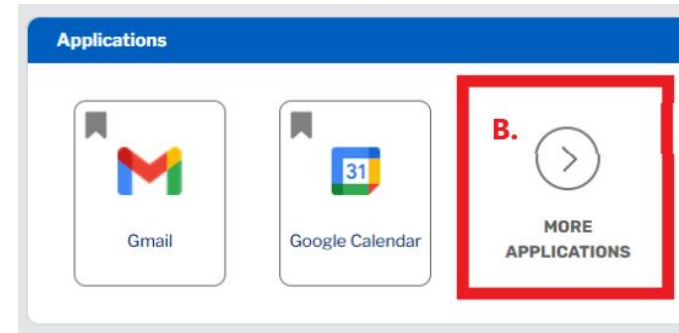 Applications
B.
31
Gmail
Google Calendar
MORE
APPLICATIONS